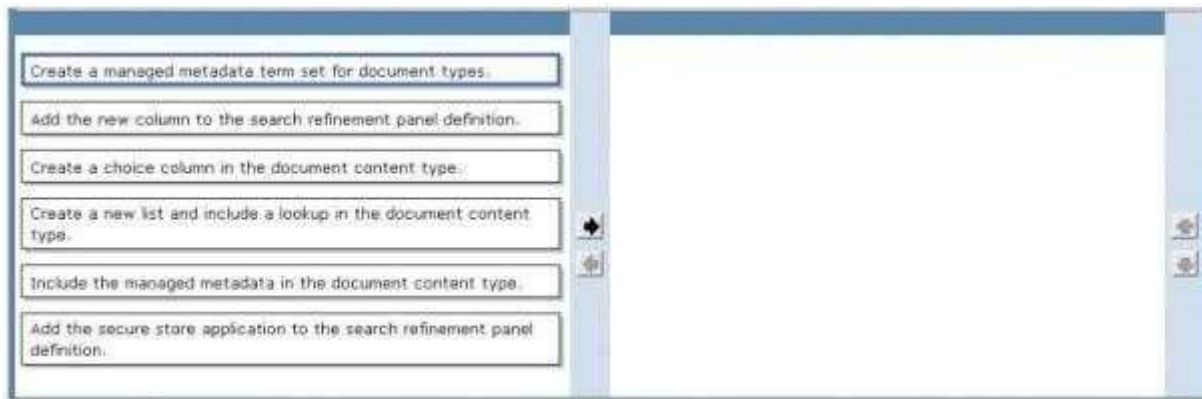 Create a managed metadata term set for document types.
Add the new column to the search refinement panel definition.
Create a choice column in the document content type.
Create a new list and include a lookup in the document content
type.
Include the managed metadata in the document content type.
Add the secure store application to the search refinement panel
definition.